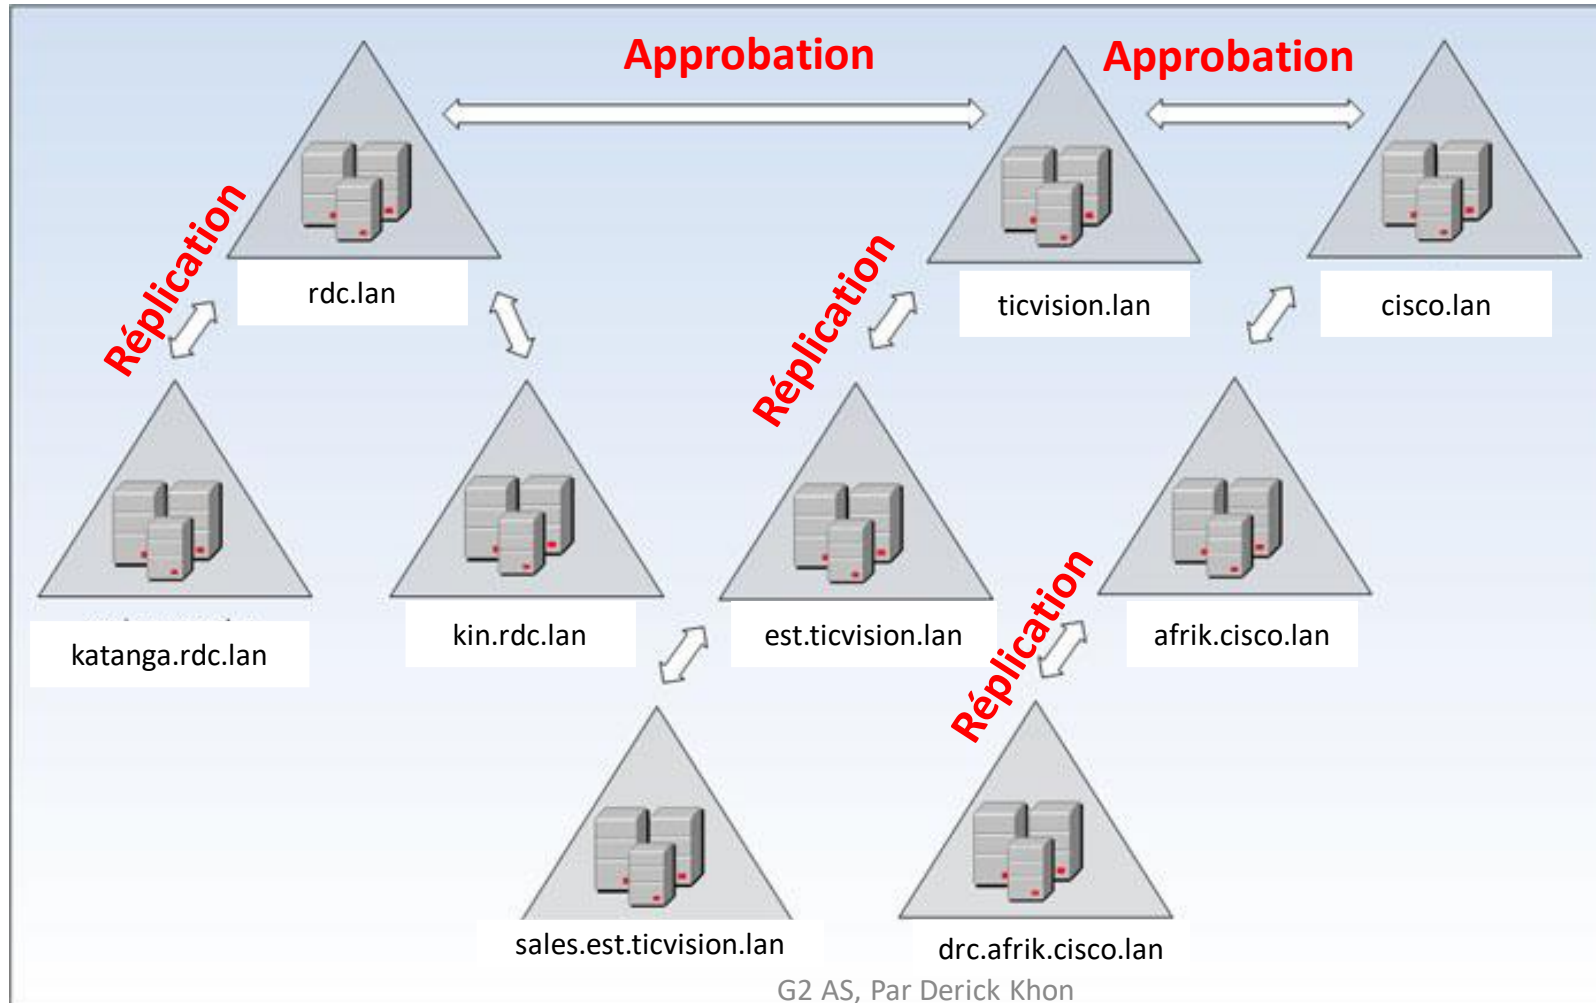 Approbation
Approbation
Réplication
rdc.lan
Réplication
ticvision.lan
cisco.lan
katanga.rdc.lan
kin.rdc.lan
est.ticvision.lan
Réplication
afrik.cisco.lan
sales.est.ticvision.lan
drc.afrik.cisco.lan
G2 AS, Par Derick Khon